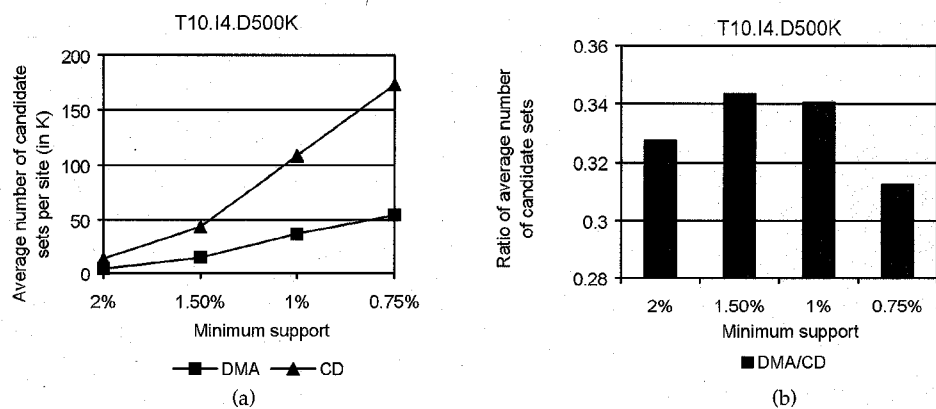 T10.I4.D500K
Average number of candidate
sets per site (in K)
200
150
100
50
0
2% 1.50% 1% 0.75%
Minimum support
DMA CD
(a)
T10.I4.D500K
Ratio of average number
of candidate sets
0.36
0.34
0.32
0.3
0.28
2% 1.50% 1% 0.75%
Minimum support
DMA/CD
(b)